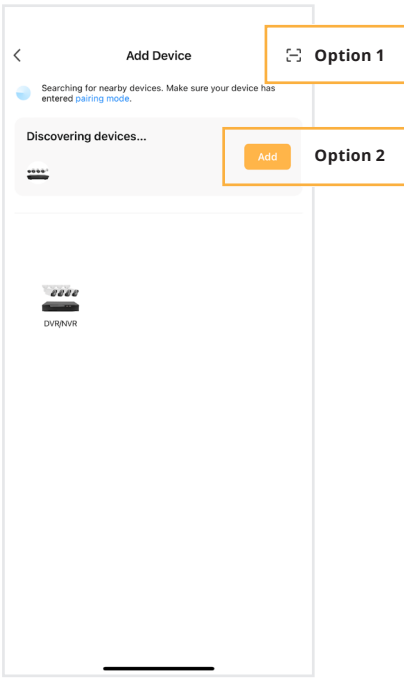 Add Device
Option 1
Searching for nearby devices. Make sure your device has
entered pairing mode.
Discovering devices...
Add
Option 2
DVR/NVR